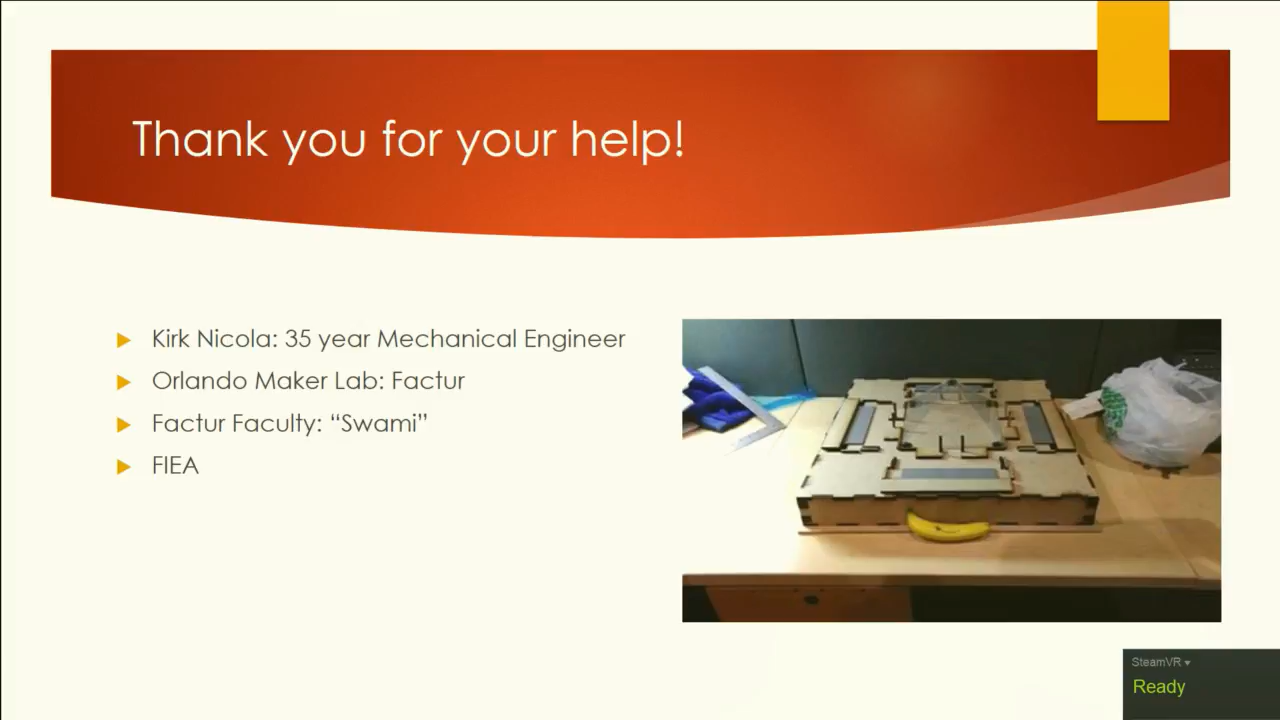 Thank you for your help!
Kirk Nicola: 35 year Mechanical Engineer
Orlando Maker Lab: Factur
Factur Faculty: “Swami”
FIEA
SteamVR
Ready